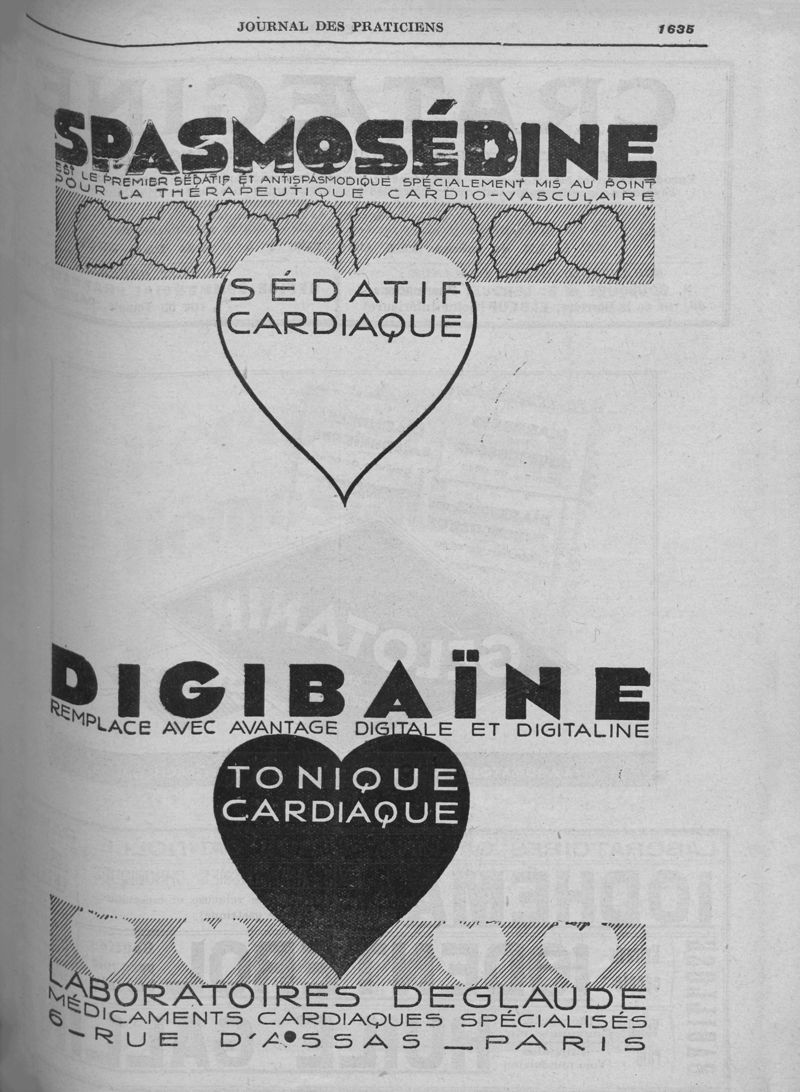 JOURNAL DES PRATICIENS 1635
SPASMOSÉDINE
EST LE PREMIER SÉDATIF ET ANTISPASMODIQUE SPÉCIALEMENT MIS AU POINT
POUR LA THÉRAPEUTIQUE CARDIO-VASCULAIRE
SÉDATIF
CARDIAQUE
DIGIBAÏNE
REMPLACE AVEC AVANTAGE DIGITALE ET DIGITALINE
TONIQUE
CARDIAQUE
LABORATOIRES DEGLAUDE
MÉDICAMENTS CARDIAQUES SPÉCIALISÉS
6 - RUE D'ASSAS - PARIS